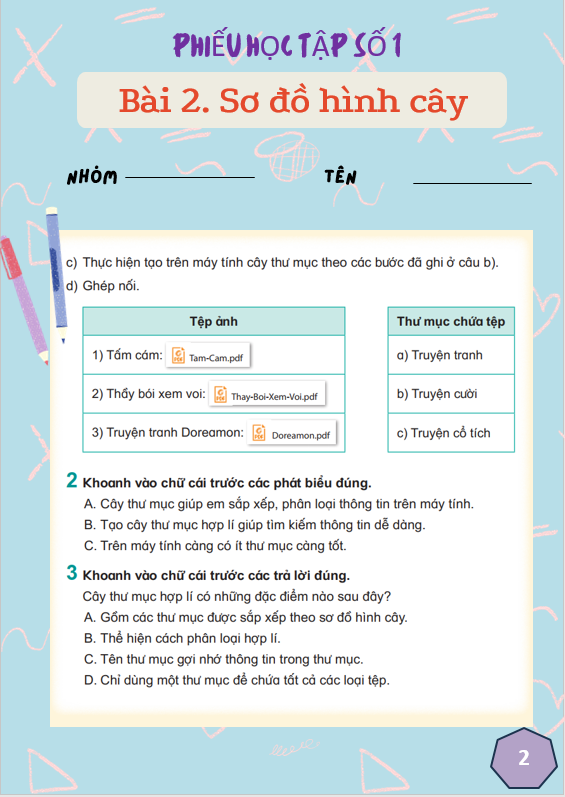 PHIẾU HỌC TẬP SỐ 1
Bài 2. Sơ đồ hình cây
NHÓM
TÊN
c) Thực hiện tạo trên máy tính cây thư mục theo các bước đã ghi ở câu b).
d) Ghép nối.
Tệp ảnh
1) Tấm cám: Tam-Cam.pdf
2) Thầy bói xem voi: Thay-Boi-Xem-Voi.pdf
3) Truyện tranh Doreamon: Doreamon.pdf
Thư mục chứa tệp
a) Truyện tranh
b) Truyện cười
c) Truyện cổ tích
2 Khoanh vào chữ cái trước các phát biểu đúng.
A. Cây thư mục giúp em sắp xếp, phân loại thông tin trên máy tính.
B. Tạo cây thư mục hợp lí giúp tìm kiếm thông tin dễ dàng.
C. Trên máy tính càng có ít thư mục càng tốt.
3 Khoanh vào chữ cái trước các trả lời đúng.
Cây thư mục hợp lí có những đặc điểm nào sau đây?
A. Gồm các thư mục được sắp xếp theo sơ đồ hình cây.
B. Thể hiện cách phân loại hợp lí.
C. Tên thư mục gợi nhớ thông tin trong thư mục.
D. Chỉ dùng một thư mục để chứa tất cả các loại tệp.
2